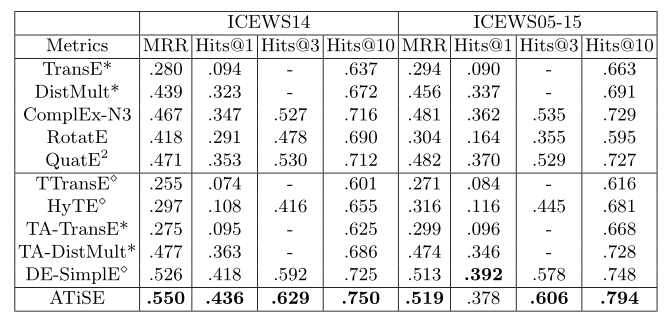 ICEWS14 ICEWS05-15
Metrics MRR Hits@1 Hits@3 Hits@10 MRR Hits@1 Hits@3 Hits@10
TransE* .280 .094 - .637 .294 .090 - .663
DistMult* .439 .323 - .672 .456 .337 - .691
ComplEx-N3 .467 .347 .527 .716 .481 .362 .535 .729
RotatE .418 .291 .478 .690 .304 .164 .355 .595
QuatE² .471 .353 .530 .712 .482 .370 .529 .727
TTransE⋄ .255 .074 - .601 .271 .084 - .616
HyTE⋄ .297 .108 .416 .655 .316 .116 .445 .681
TA-TransE* .275 .095 - .625 .299 .096 - .668
TA-DistMult* .477 .363 - .686 .474 .346 - .728
DE-SimplE⋄ .526 .418 .592 .725 .513 .392 .578 .748
ATiSE .550 .436 .629 .750 .519 .378 .606 .794